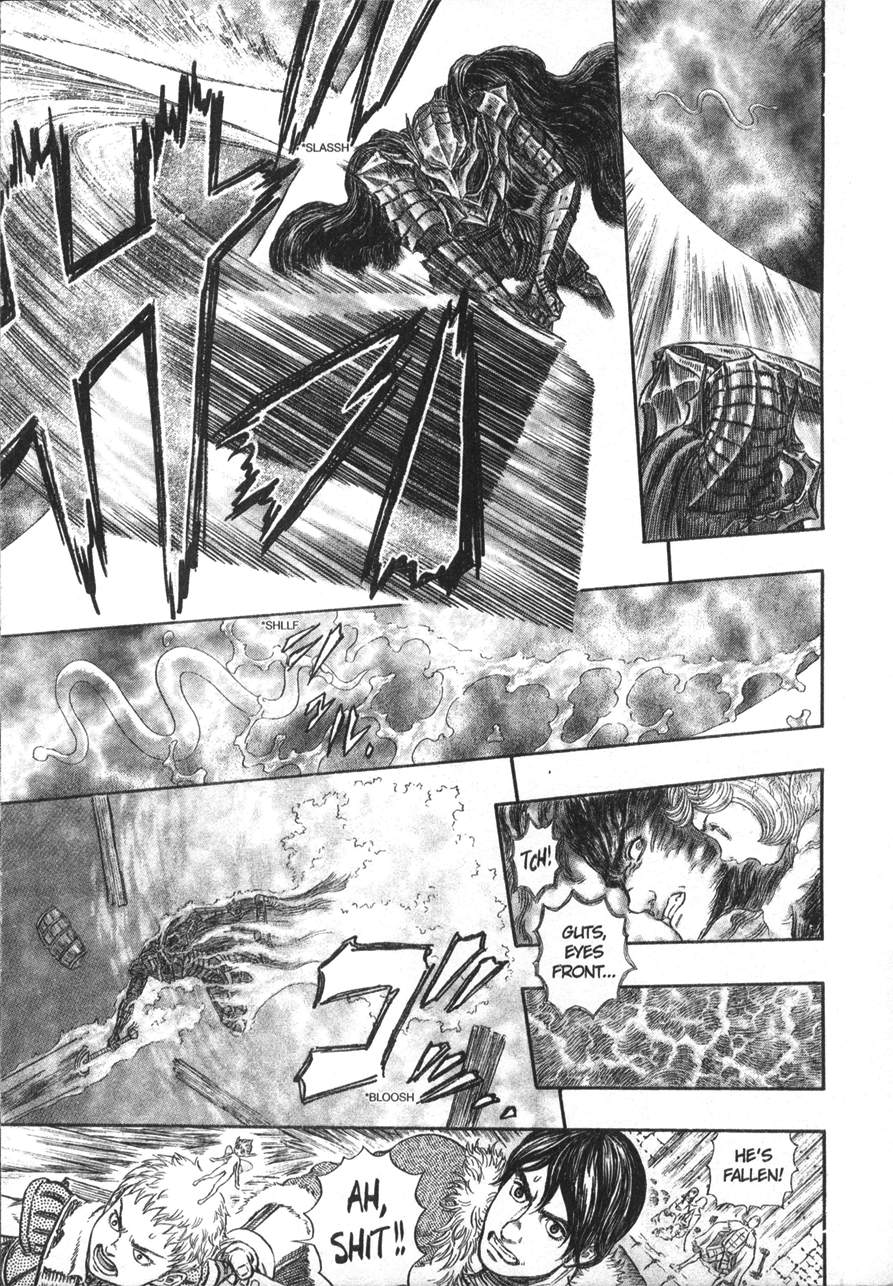 *SLASSH
*SHLLF
TCH!
GUTS,
EYES
FRONT...
*BLOOSH
HE'S
FALLEN!
AH,
SHIT!!